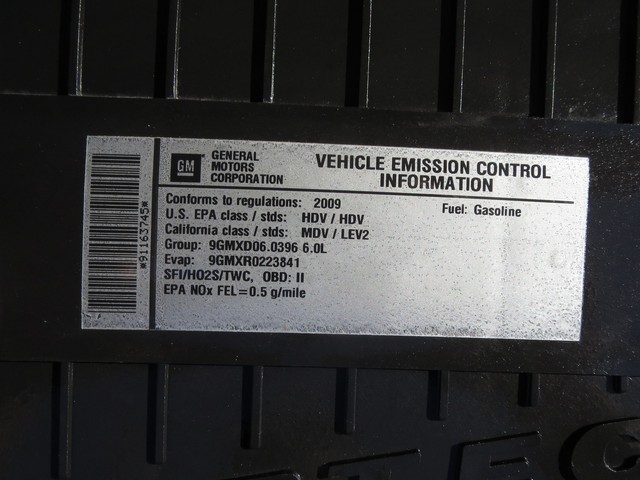 *91163745*
GM
GENERAL
MOTORS
CORPORATION
VEHICLE EMISSION CONTROL
INFORMATION
Conforms to regulations: 2009
Fuel: Gasoline
U.S. EPA class / stds: HDV / HDV
California class / stds: MDV / LEV2
Group: 9GMXD06.0396 6.0L
Evap: 9GMXR0223841
SFI/HO2S/TWC, OBD: II
EPA NOx FEL=0.5 g/mile